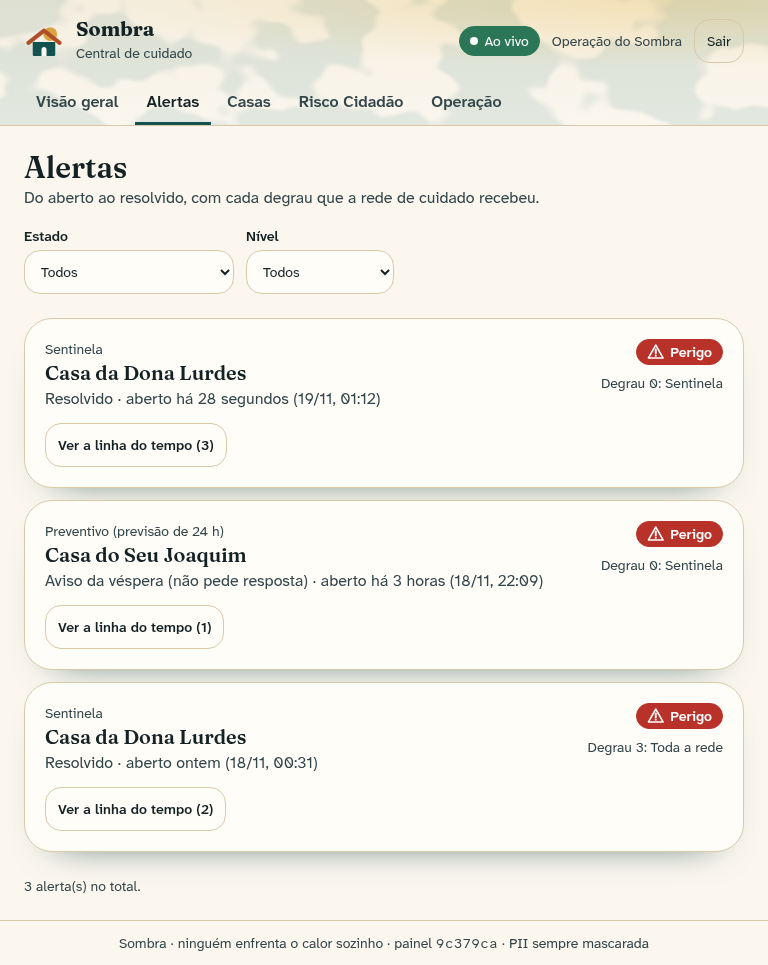 Sombra
Central de cuidado
Ao vivo
Operação do Sombra
Sair
Visão geral
Alertas
Casas
Risco Cidadão
Operação
Alertas
Do aberto ao resolvido, com cada degrau que a rede de cuidado recebeu.
Estado
Nível
Todos
Todos
Sentinela
Casa da Dona Lurdes
Resolvido · aberto há 28 segundos (19/11, 01:12)
Perigo
Degrau 0: Sentinela
Ver a linha do tempo (3)
Preventivo (previsão de 24 h)
Casa do Seu Joaquim
Aviso da véspera (não pede resposta) · aberto há 3 horas (18/11, 22:09)
Perigo
Degrau 0: Sentinela
Ver a linha do tempo (1)
Sentinela
Casa da Dona Lurdes
Resolvido · aberto ontem (18/11, 00:31)
Perigo
Degrau 3: Toda a rede
Ver a linha do tempo (2)
3 alerta(s) no total.
Sombra · ninguém enfrenta o calor sozinho · painel 9c379ca · PII sempre mascarada